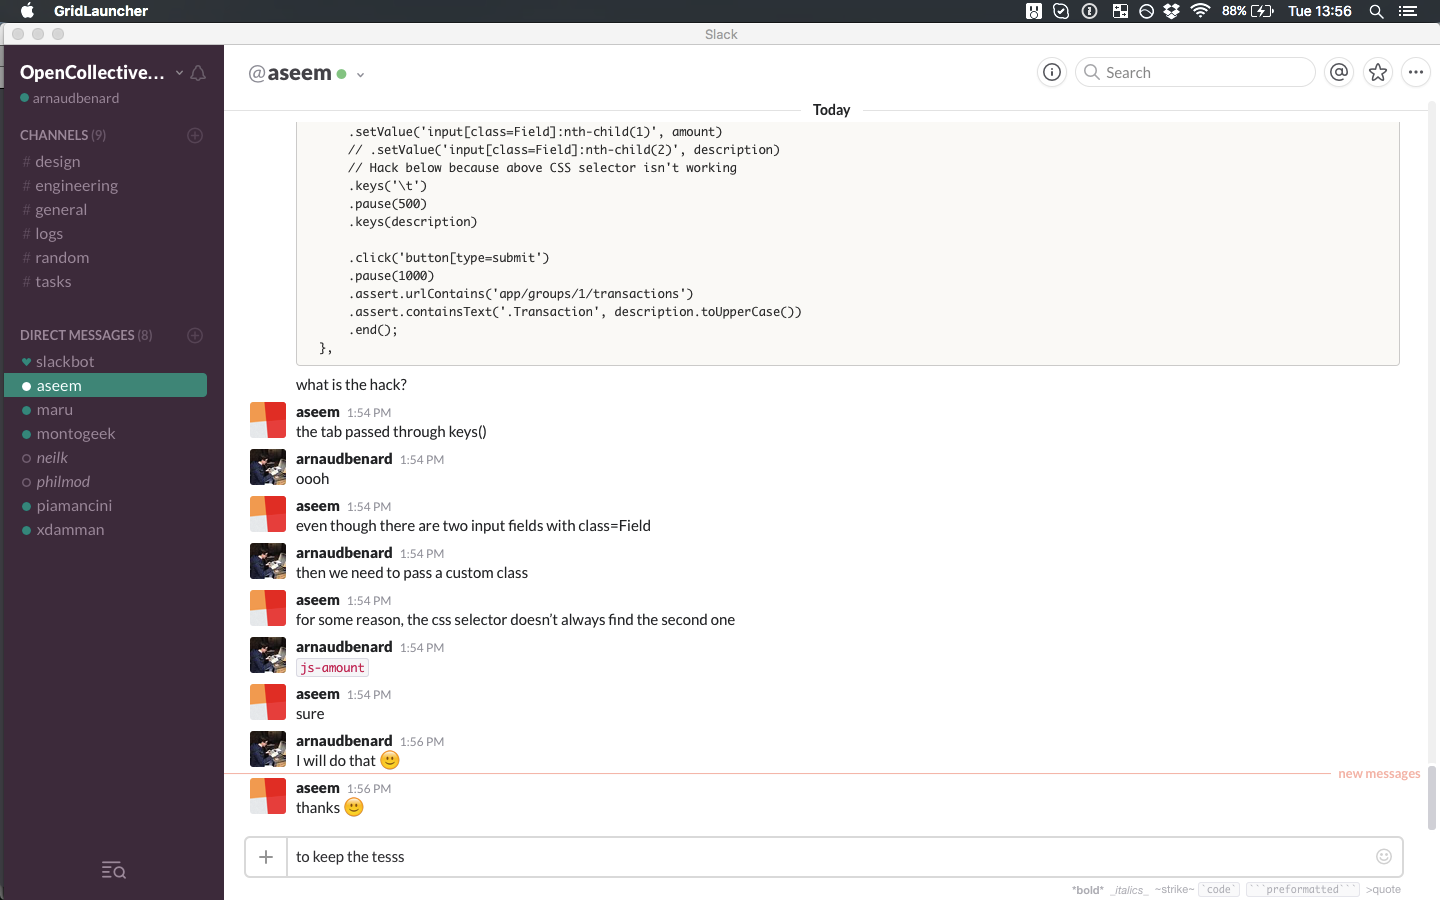 GridLauncher
88%
Tue 13:56
Slack
OpenCollective...
arnaudbenard
CHANNELS (9)
# design
# engineering
# general
# logs
# random
# tasks
DIRECT MESSAGES (8)
slackbot
aseem
maru
montogeek
neilk
philmod
piamancini
xdamman
@aseem
Search
Today
.setValue('input[class=Field]:nth-child(1)', amount)
// .setValue('input[class=Field]:nth-child(2)', description)
// Hack below because above CSS selector isn't working
.keys('\t')
.pause(500)
.keys(description)
.click('button[type=submit')
.pause(1000)
.assert.urlContains('app/groups/1/transactions')
.assert.containsText('.Transaction', description.toUpperCase())
.end();
},
what is the hack?
aseem 1:54 PM
the tab passed through keys()
arnaudbenard 1:54 PM
oooh
aseem 1:54 PM
even though there are two input fields with class=Field
arnaudbenard 1:54 PM
then we need to pass a custom class
aseem 1:54 PM
for some reason, the css selector doesn’t always find the second one
arnaudbenard 1:54 PM
js-amount
aseem 1:54 PM
sure
arnaudbenard 1:56 PM
I will do that 🙂
new messages
aseem 1:56 PM
thanks 🙂
to keep the tesss
*bold* _italics_ ~strike~ `code` ```preformatted``` >quote